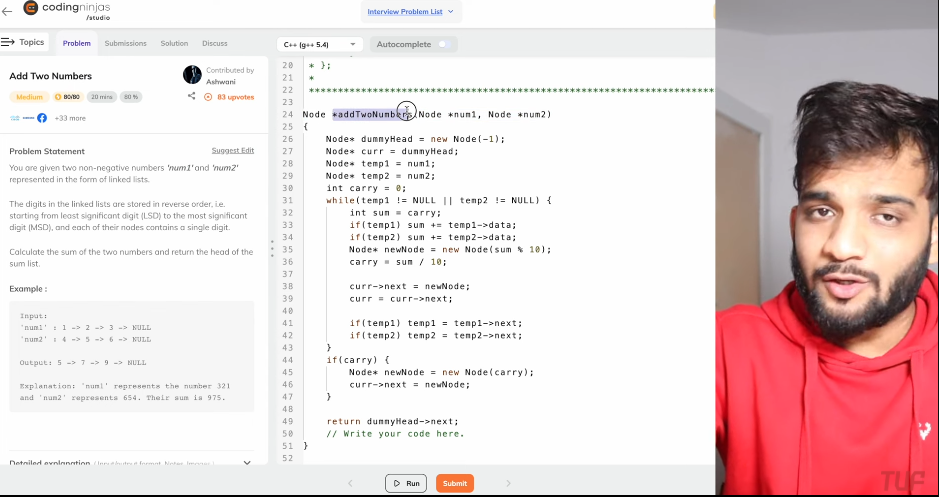 codingninjas
/studio
Interview Problem List
Topics
Problem
Submissions
Solution
Discuss
C++ (g++ 5.4)
Autocomplete
Add Two Numbers
Contributed by
Ashwani
Medium
80/80
20 mins
80 %
83 upvotes
+33 more
Problem Statement
Suggest Edit
You are given two non-negative numbers 'num1' and 'num2'
represented in the form of linked lists.
The digits in the linked lists are stored in reverse order, i.e.
starting from least significant digit (LSD) to the most significant
digit (MSD), and each of their nodes contains a single digit.
Calculate the sum of the two numbers and return the head of the
sum list.
Example :
Input:
'num1' : 1 -> 2 -> 3 -> NULL
'num2' : 4 -> 5 -> 6 -> NULL
Output: 5 -> 7 -> 9 -> NULL
Explanation: 'num1' represents the number 321
and 'num2' represents 654. Their sum is 975.
Detailed explanation
20 * };
21 *
22 ************************************************************************
23
24 Node *addTwoNumbers(Node *num1, Node *num2)
25 {
26 Node* dummyHead = new Node(-1);
27 Node* curr = dummyHead;
28 Node* temp1 = num1;
29 Node* temp2 = num2;
30 int carry = 0;
31 while(temp1 != NULL || temp2 != NULL) {
32 int sum = carry;
33 if(temp1) sum += temp1->data;
34 if(temp2) sum += temp2->data;
35 Node* newNode = new Node(sum % 10);
36 carry = sum / 10;
37
38 curr->next = newNode;
39 curr = curr->next;
40
41 if(temp1) temp1 = temp1->next;
42 if(temp2) temp2 = temp2->next;
43 }
44 if(carry) {
45 Node* newNode = new Node(carry);
46 curr->next = newNode;
47 }
48
49 return dummyHead->next;
50 // Write your code here.
51 }
52
Run
Submit
TUF